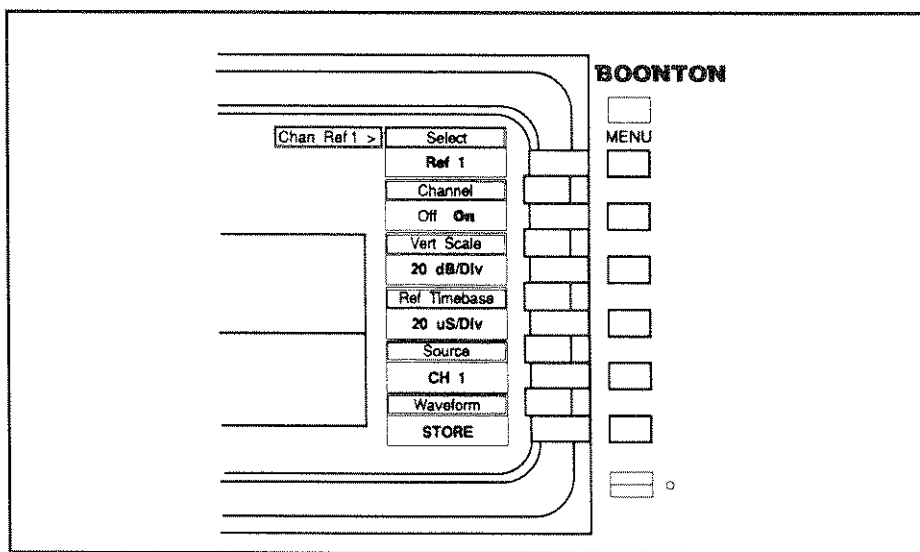 BOONTON
MENU
Chan Ref 1 >
Select
Ref 1
Channel
Off On
Vert Scale
20 dB/Div
Ref Timebase
20 uS/Div
Source
CH 1
Waveform
STORE